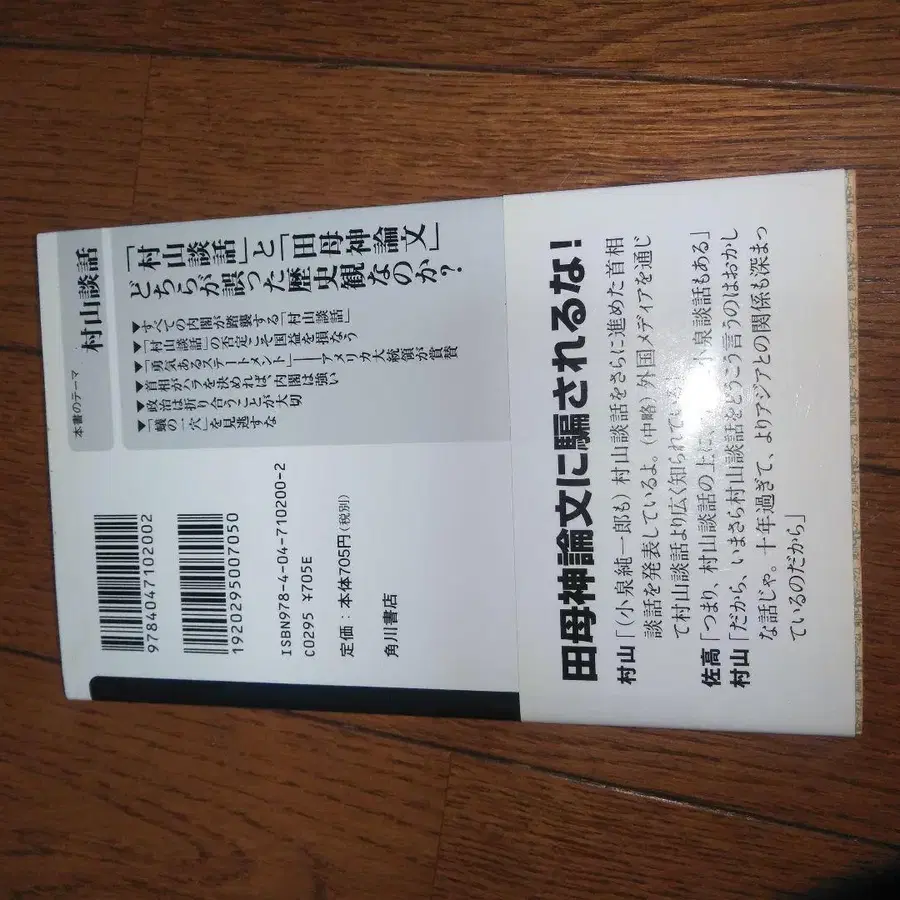 本書のテーマ
村山談話
「村山談話」と「田母神論文」
どちらが誤った歴史観なのか?
▼すべての内閣が踏襲する「村山談話」
▼「村山談話」の否定こそ国益を損なう
▼「勇気あるステートメント」――アメリカ大統領が賞賛
▼首相がハラを決めれば、内閣は強い
▼政治は折り合うことが大切
▼「蟻の一穴」を見逃すな
9784047102002
1920295007050
ISBN978-4-04-710200-2
C0295 ¥705E
定価:本体705円(税別)
角川書店
田母神論文に騙されるな!
村山「(小泉純一郎も)村山談話をさらに進めた首相
談話を発表しているよ。(中略)外国メディアを通じ
て村山談話より広く知られてい
佐高「つまり、村山談話の上に、小泉談話もある」
村山「だから、いまさら村山談話をどうこう言うのはおかし
な話じゃ。十年過ぎて、よりアジアとの関係も深まっ
ているのだから」